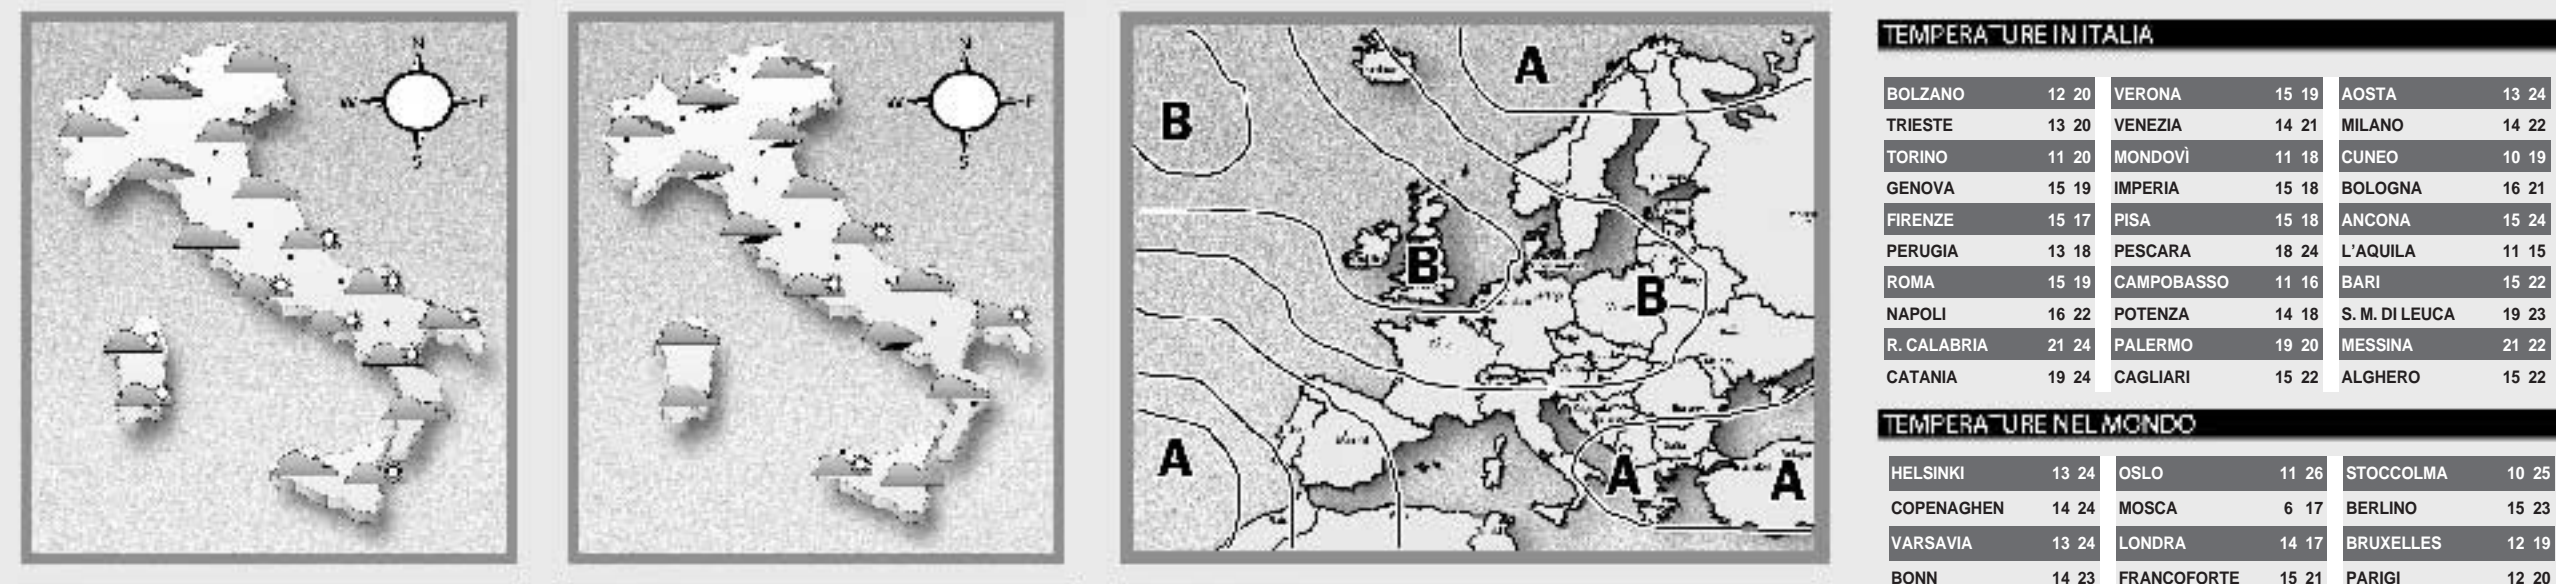 N
W E
S
N
W E
S
A
B
B
B
A
A
A
TEMPERATURE IN ITALIA
BOLZANO 12 20 VERONA 15 19 AOSTA 13 24
TRIESTE 13 20 VENEZIA 14 21 MILANO 14 22
TORINO 11 20 MONDOVÌ 11 18 CUNEO 10 19
GENOVA 15 19 IMPERIA 15 18 BOLOGNA 16 21
FIRENZE 15 17 PISA 15 18 ANCONA 15 24
PERUGIA 13 18 PESCARA 18 24 L'AQUILA 11 15
ROMA 15 19 CAMPOBASSO 11 16 BARI 15 22
NAPOLI 16 22 POTENZA 14 18 S. M. DI LEUCA 19 23
R. CALABRIA 21 24 PALERMO 19 20 MESSINA 21 22
CATANIA 19 24 CAGLIARI 15 22 ALGHERO 15 22
TEMPERATURE NEL MONDO
HELSINKI 13 24 OSLO 11 26 STOCCOLMA 10 25
COPENAGHEN 14 24 MOSCA 6 17 BERLINO 15 23
VARSAVIA 13 24 LONDRA 14 17 BRUXELLES 12 19
BONN 14 23 FRANCOFORTE 15 21 PARIGI 12 20